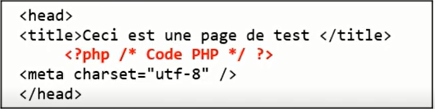 <head>
<title>Ceci est une page de test </title>
<?php /* Code PHP */ ?>
<meta charset="utf-8" />
</head>